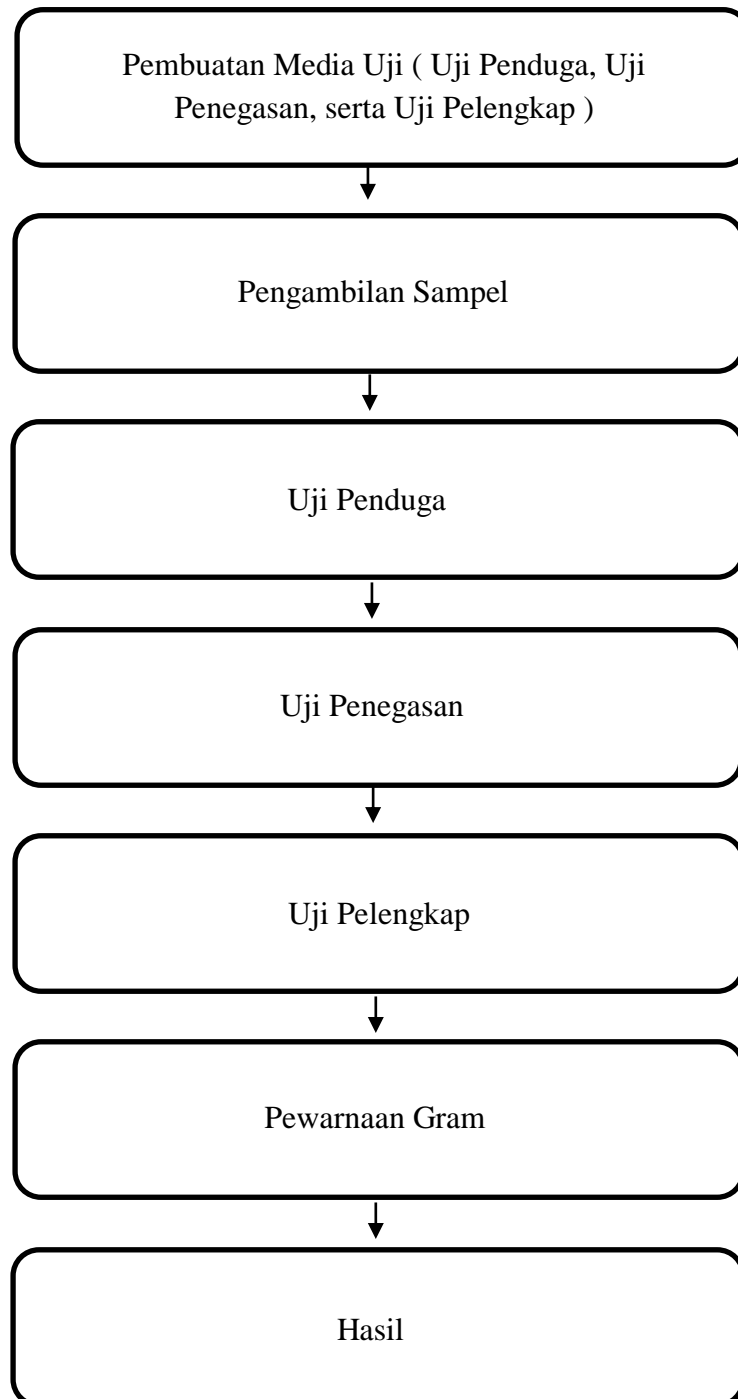 Pembuatan Media Uji ( Uji Penduga, Uji
Penegasan, serta Uji Pelengkap )
Pengambilan Sampel
Uji Penduga
Uji Penegasan
Uji Pelengkap
Pewarnaan Gram
Hasil